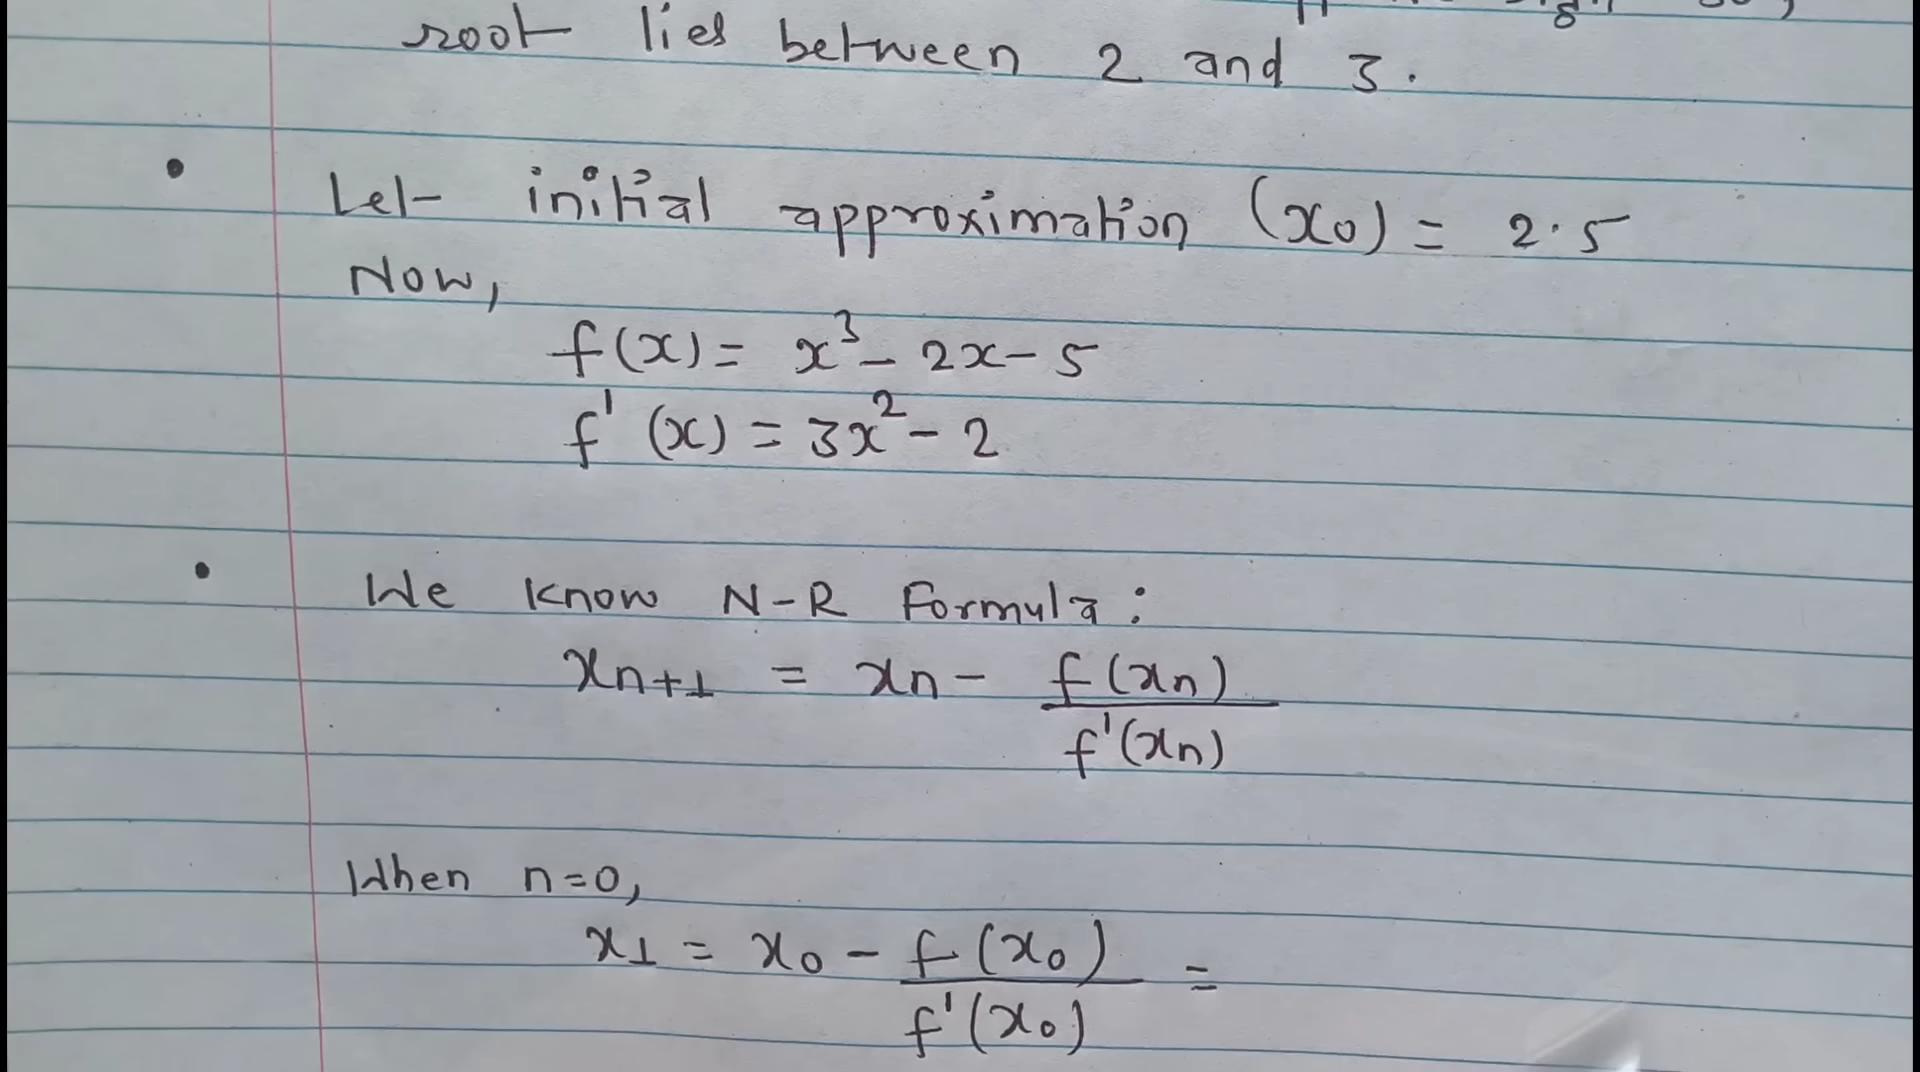 root lies between 2 and 3.
Let initial approximation (x₀) = 2.5
Now,
f(x) = x³ - 2x - 5
f'(x) = 3x² - 2
We know N-R Formula:
xn+1 = xn - f(xn)
f'(xn)
When n=0,
x1 = x₀ - f(x₀) =
f'(x₀)